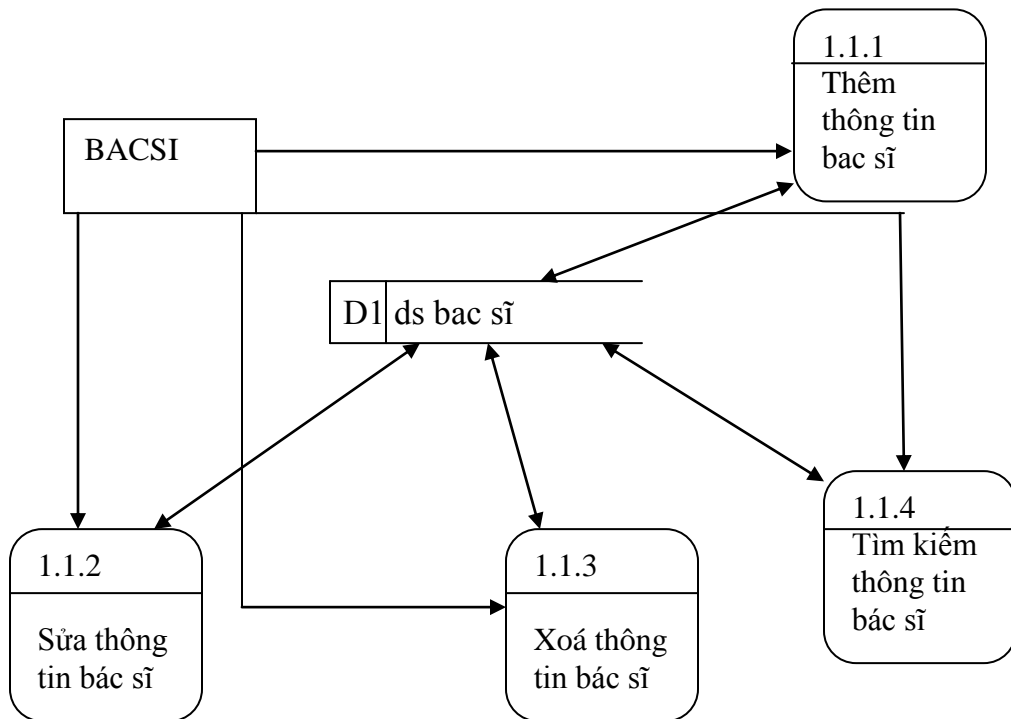 1.1.1
Thêm
thông tin
bac sĩ
BACSI
D1 ds bac sĩ
1.1.4
Tìm kiếm
thông tin
bác sĩ
1.1.2
Sửa thông
tin bác sĩ
1.1.3
Xoá thông
tin bác sĩ